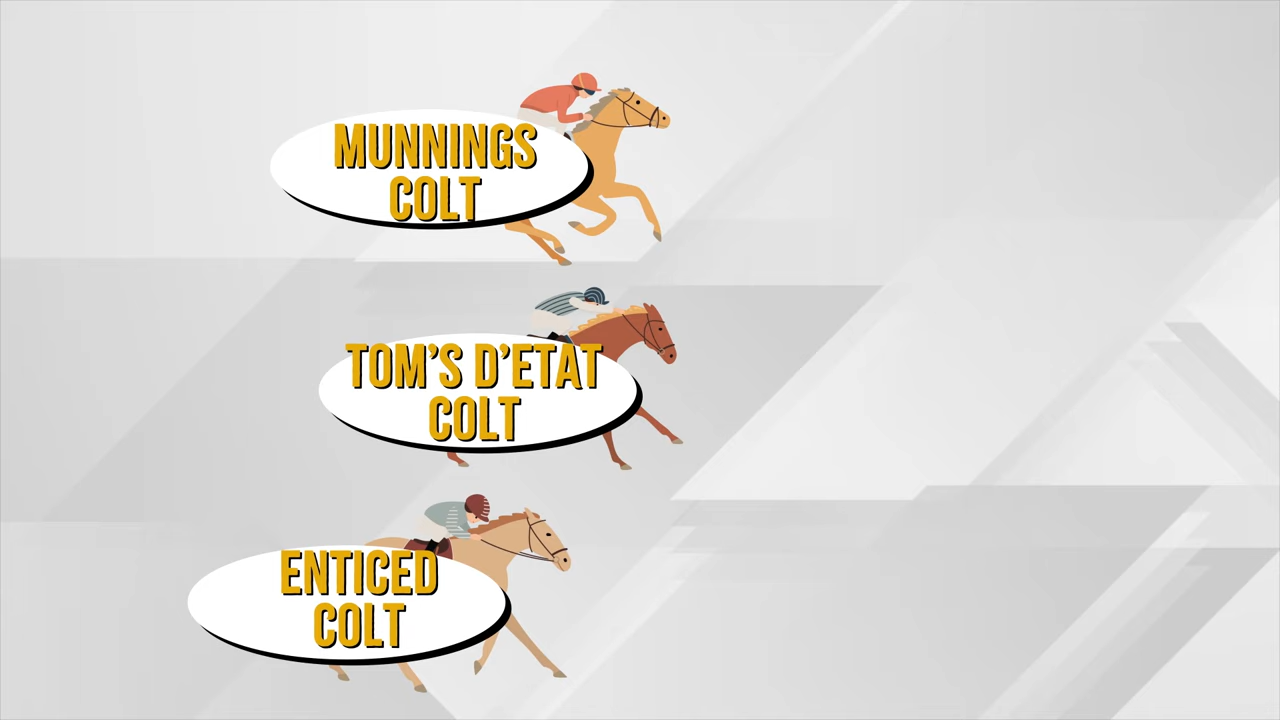 MUNNINGS
COLT
TOM'S D'ETAT
COLT
ENTICED
COLT